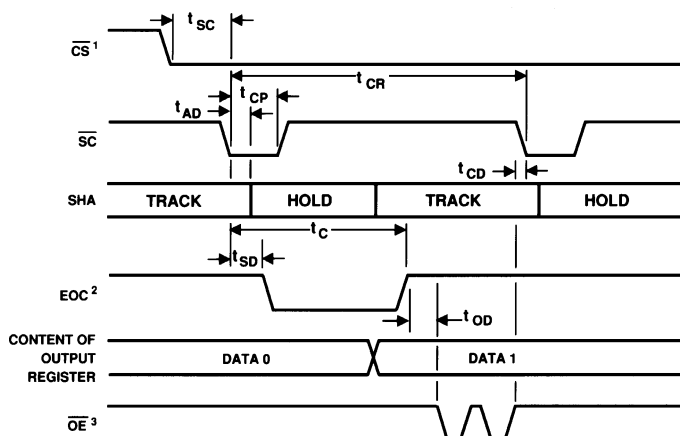 t SC
CS 1
t CR
t CP
t AD
SC
t CD
SHA TRACK HOLD TRACK HOLD
t C
t SD
EOC 2
t OD
CONTENT OF
OUTPUT
REGISTER
DATA 0 DATA 1
OE 3